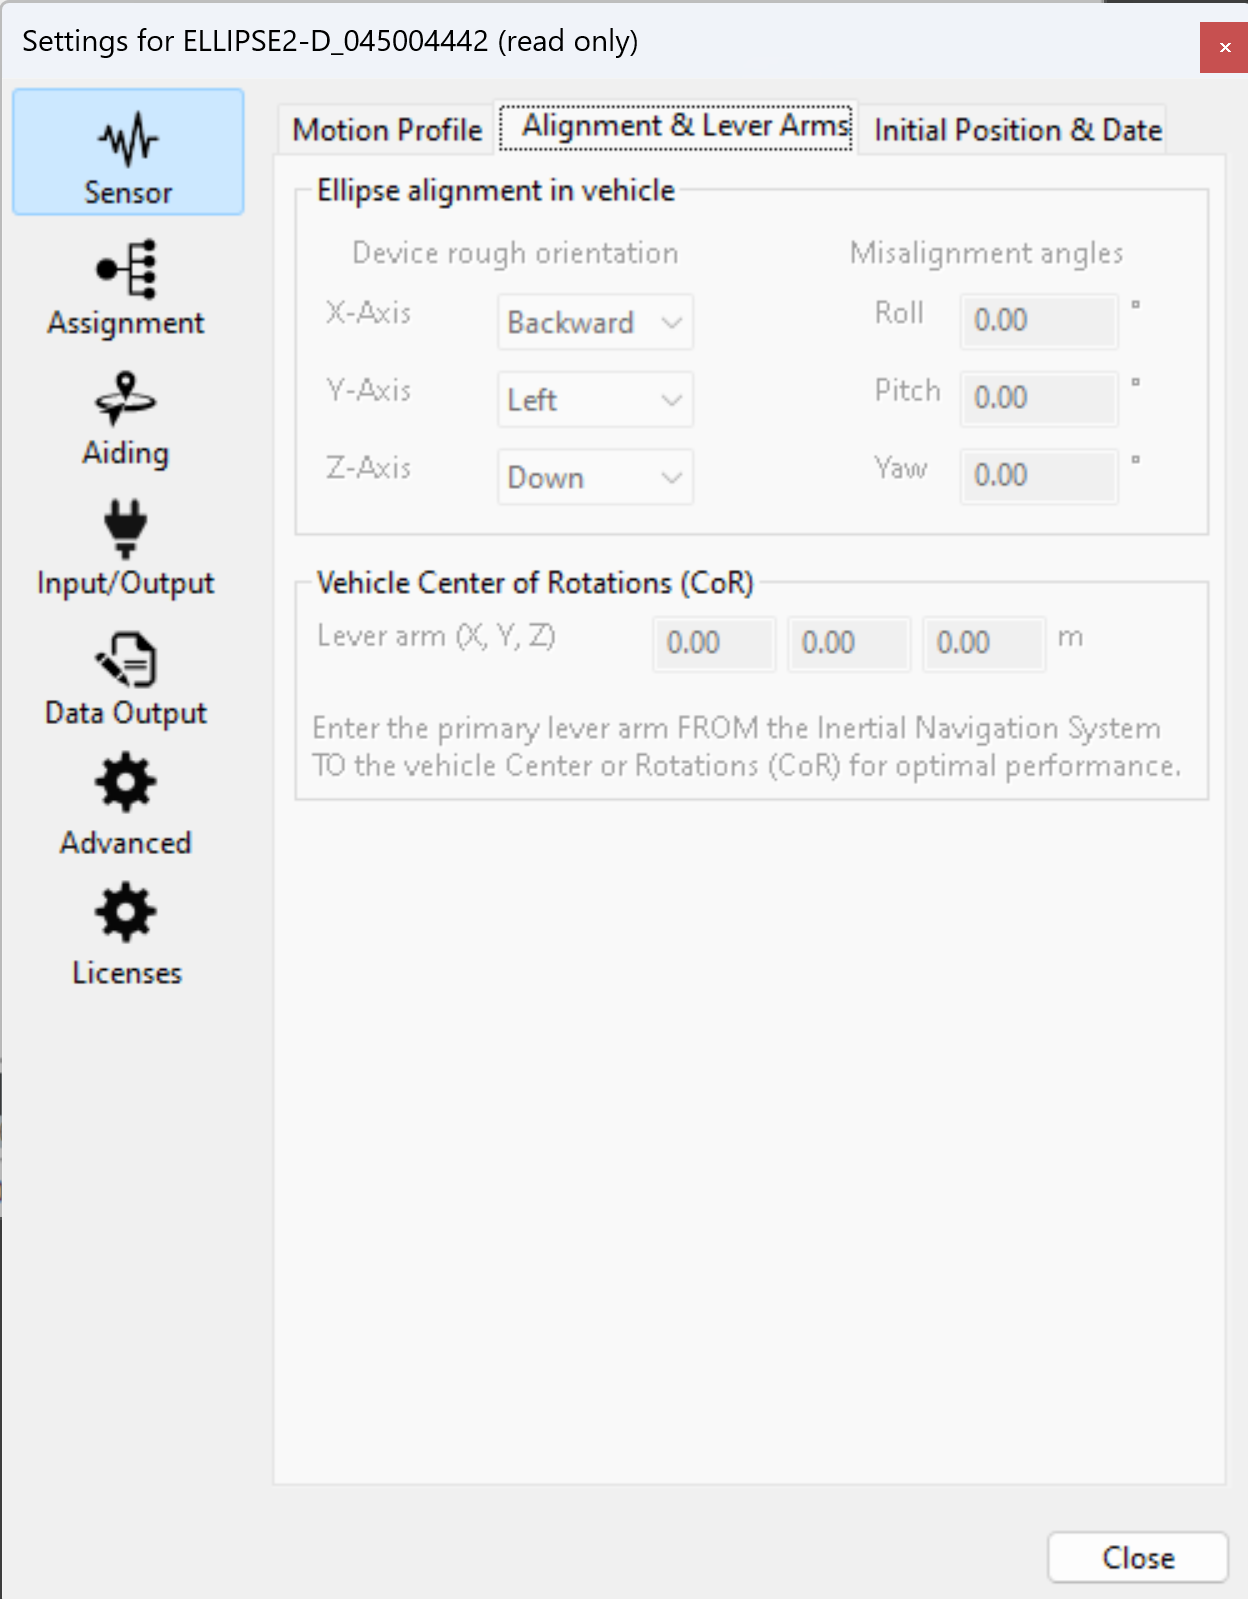 Settings for ELLIPSE2-D_045004442 (read only)
Sensor
Assignment
Aiding
Input/Output
Data Output
Advanced
Licenses
Motion Profile
Alignment & Lever Arms
Initial Position & Date
Ellipse alignment in vehicle
Device rough orientation
Misalignment angles
X-Axis Backward Roll 0.00 °
Y-Axis Left Pitch 0.00 °
Z-Axis Down Yaw 0.00 °
Vehicle Center of Rotations (CoR)
Lever arm (X, Y, Z) 0.00 0.00 0.00 m
Enter the primary lever arm FROM the Inertial Navigation System
TO the vehicle Center or Rotations (CoR) for optimal performance.
Close